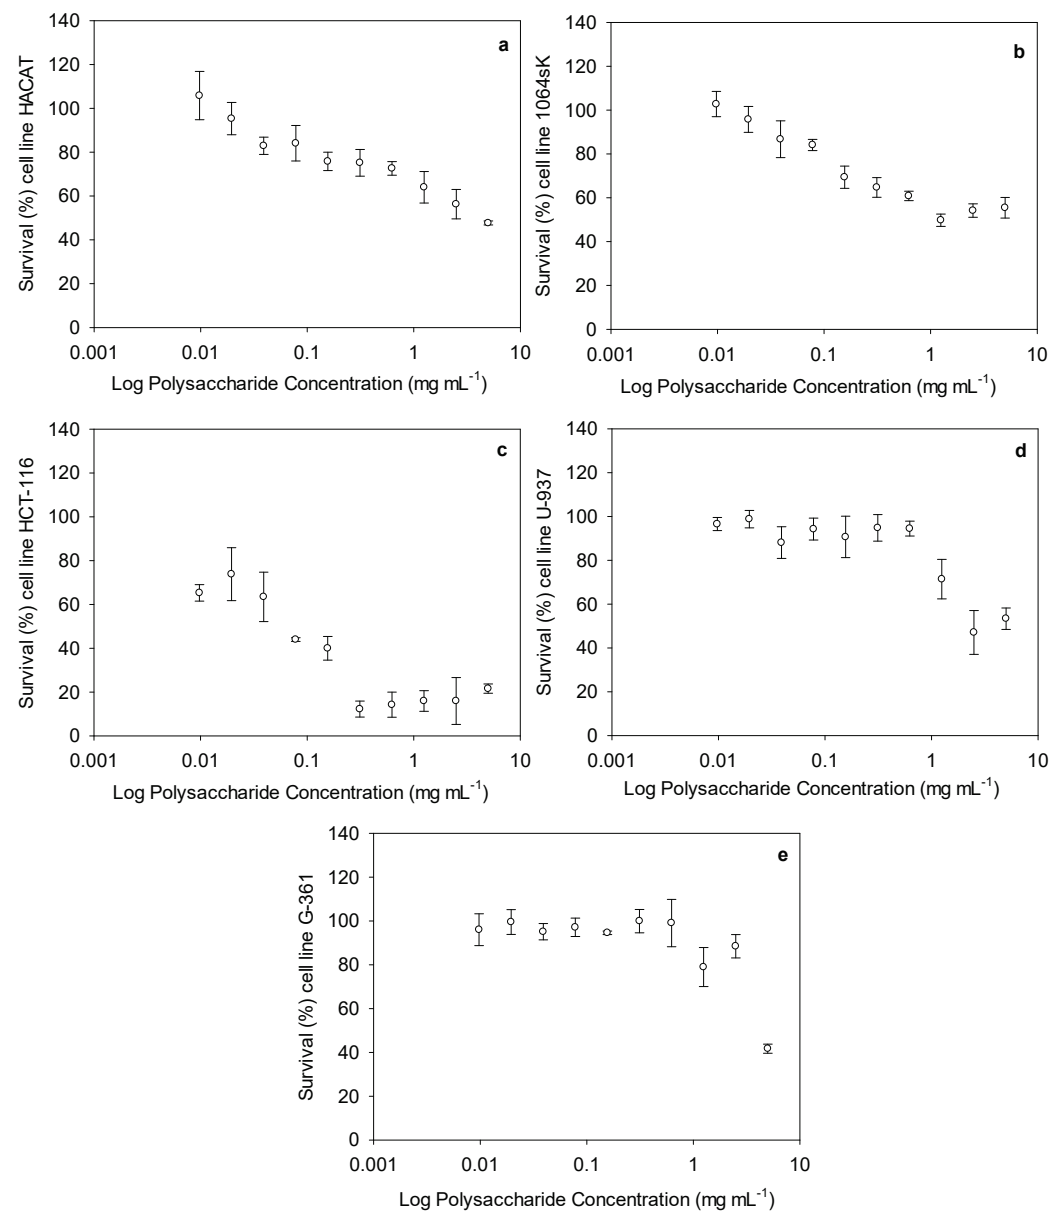 140
120
100
80
60
40
20
0
Survival (%) cell line HACAT
a
0.001 0.01 0.1 1 10
Log Polysaccharide Concentration (mg mL-1)
140
120
100
80
60
40
20
0
Survival (%) cell line 1064sK
b
0.001 0.01 0.1 1 10
Log Polysaccharide Concentration (mg mL-1)
140
120
100
80
60
40
20
0
Survival (%) cell line HCT-116
c
0.001 0.01 0.1 1 10
Log Polysaccharide Concentration (mg mL-1)
140
120
100
80
60
40
20
0
Survival (%) cell line U-937
d
0.001 0.01 0.1 1 10
Log Polysaccharide Concentration (mg mL-1)
140
120
100
80
60
40
20
0
Survival (%) cell line G-361
e
0.001 0.01 0.1 1 10
Log Polysaccharide Concentration (mg mL-1)